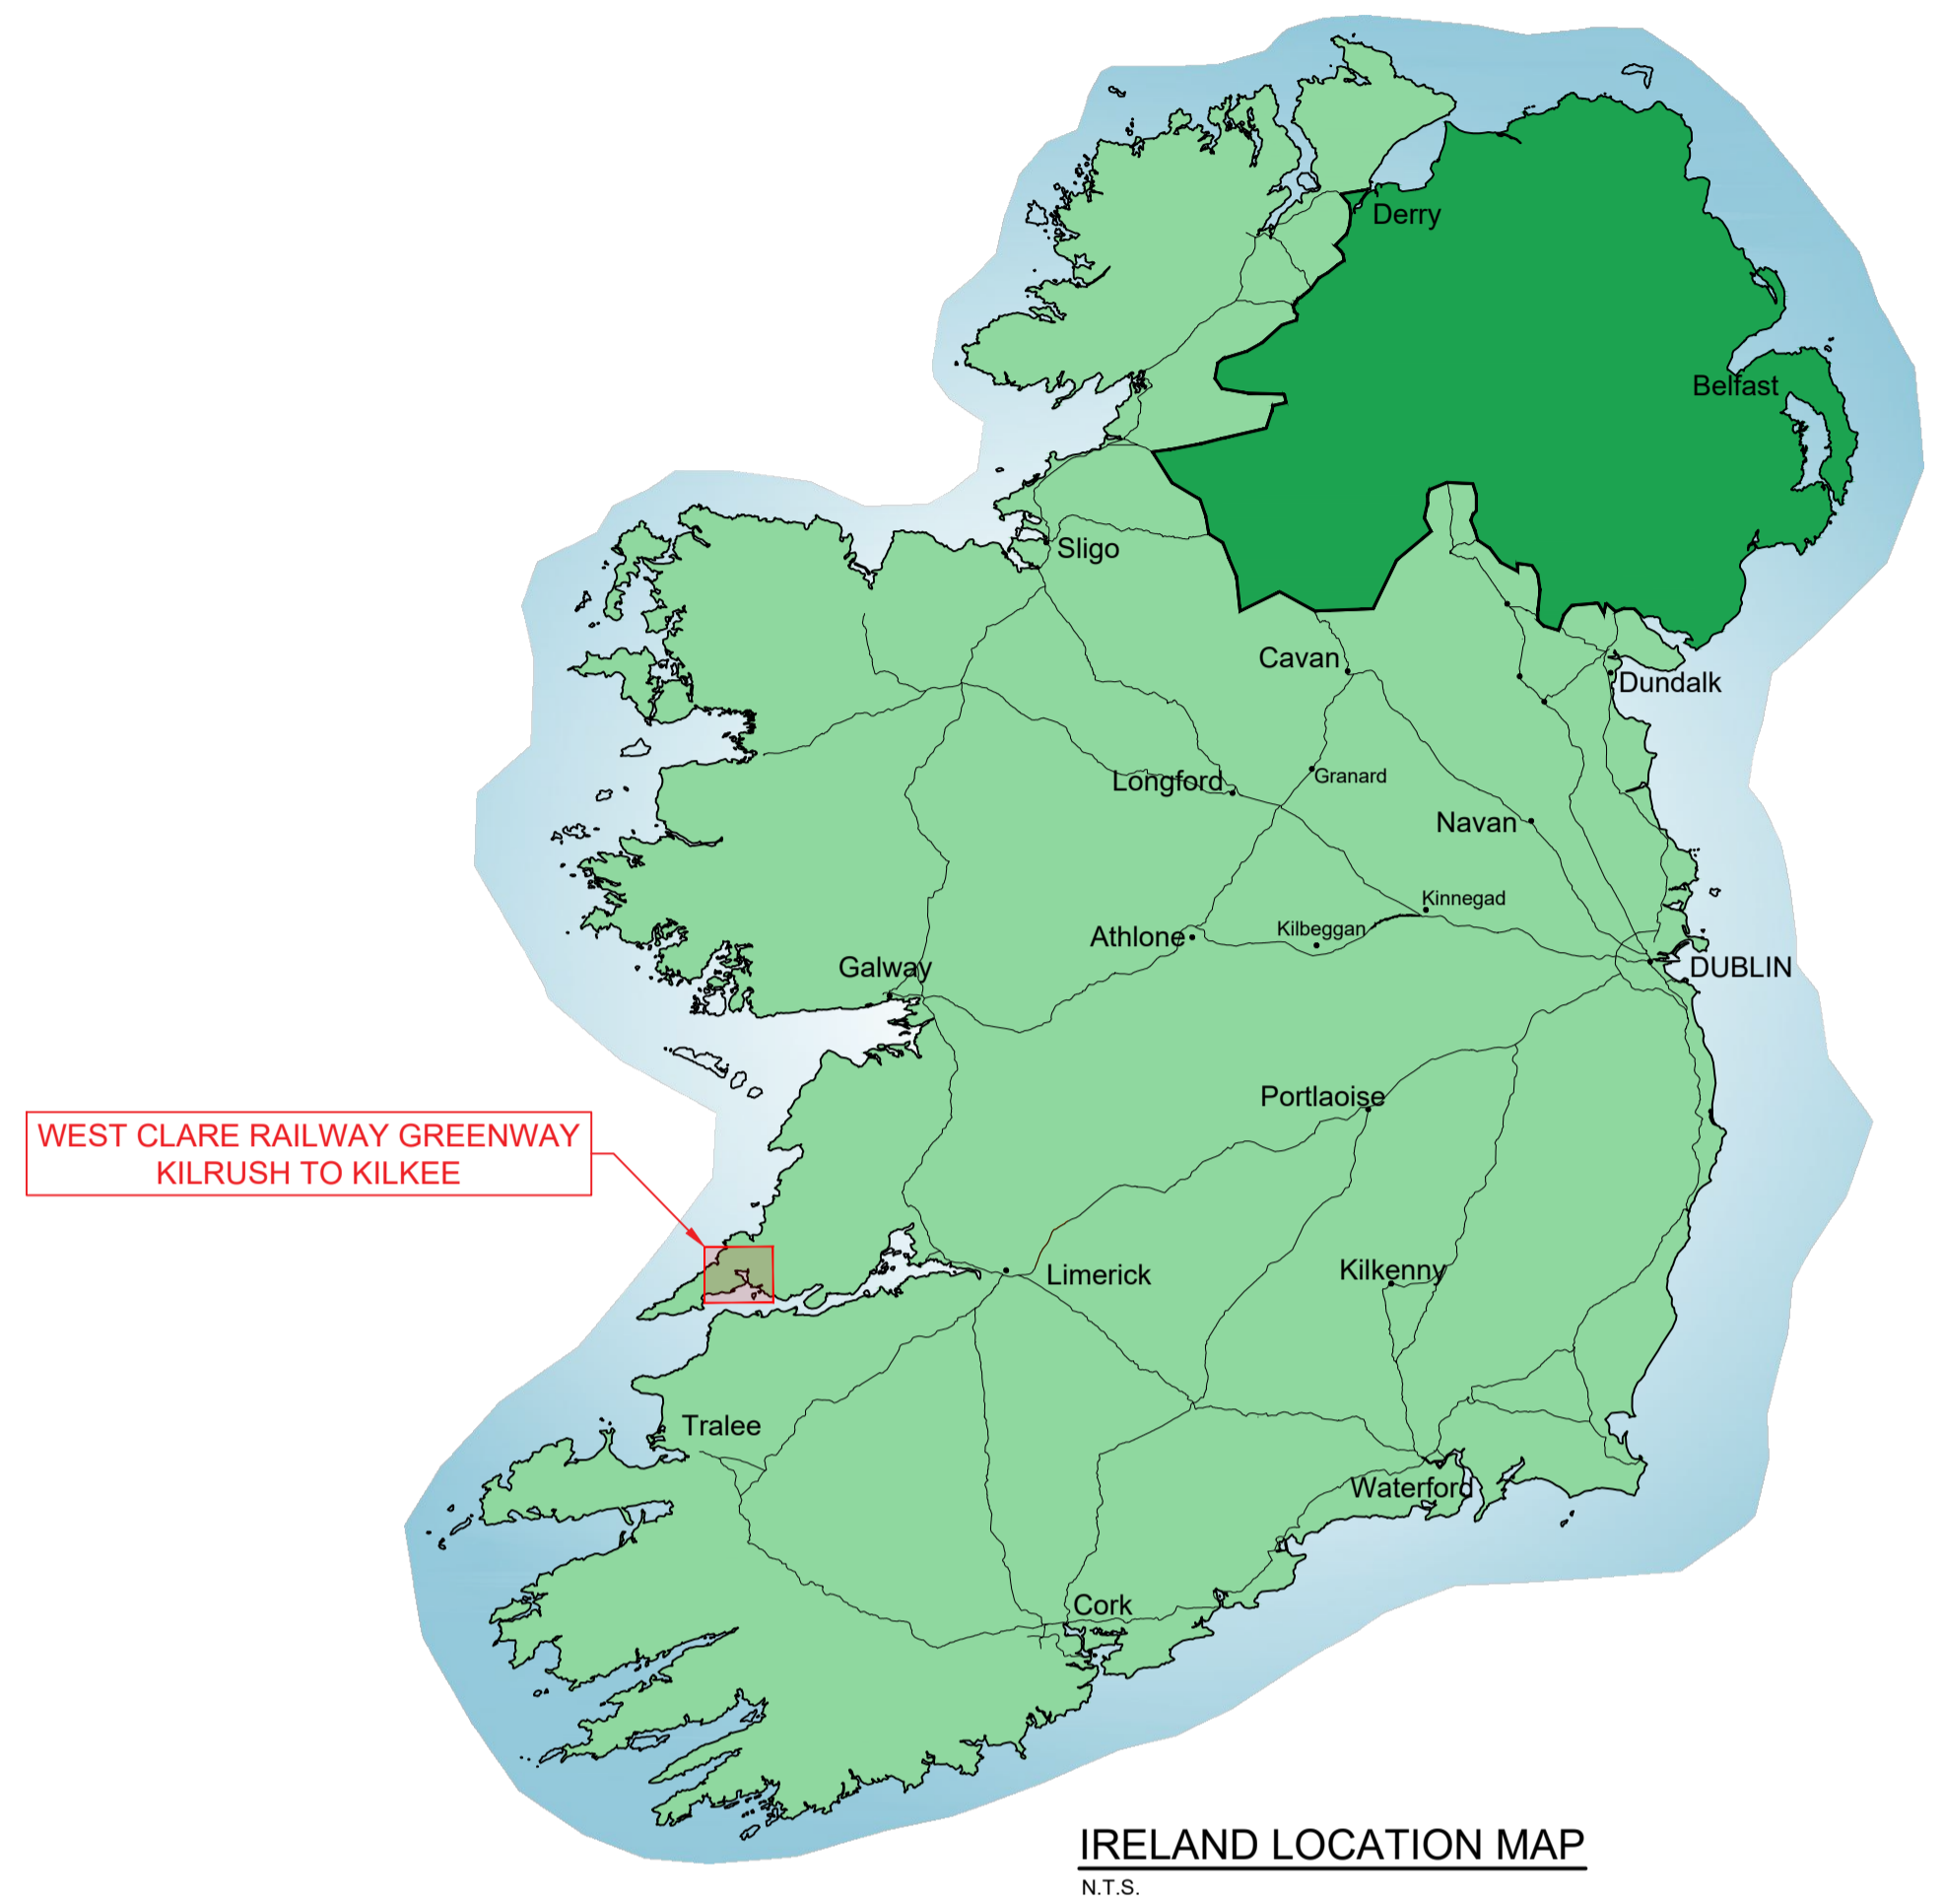 Derry
Belfast
Sligo
Cavan
Dundalk
Longford
Granard
Navan
Kinnegad
Kilbeggan
Athlone
Galway
DUBLIN
Portlaoise
WEST CLARE RAILWAY GREENWAY
KILRUSH TO KILKEE
Limerick
Kilkenny
Tralee
Waterford
Cork
IRELAND LOCATION MAP
N.T.S.